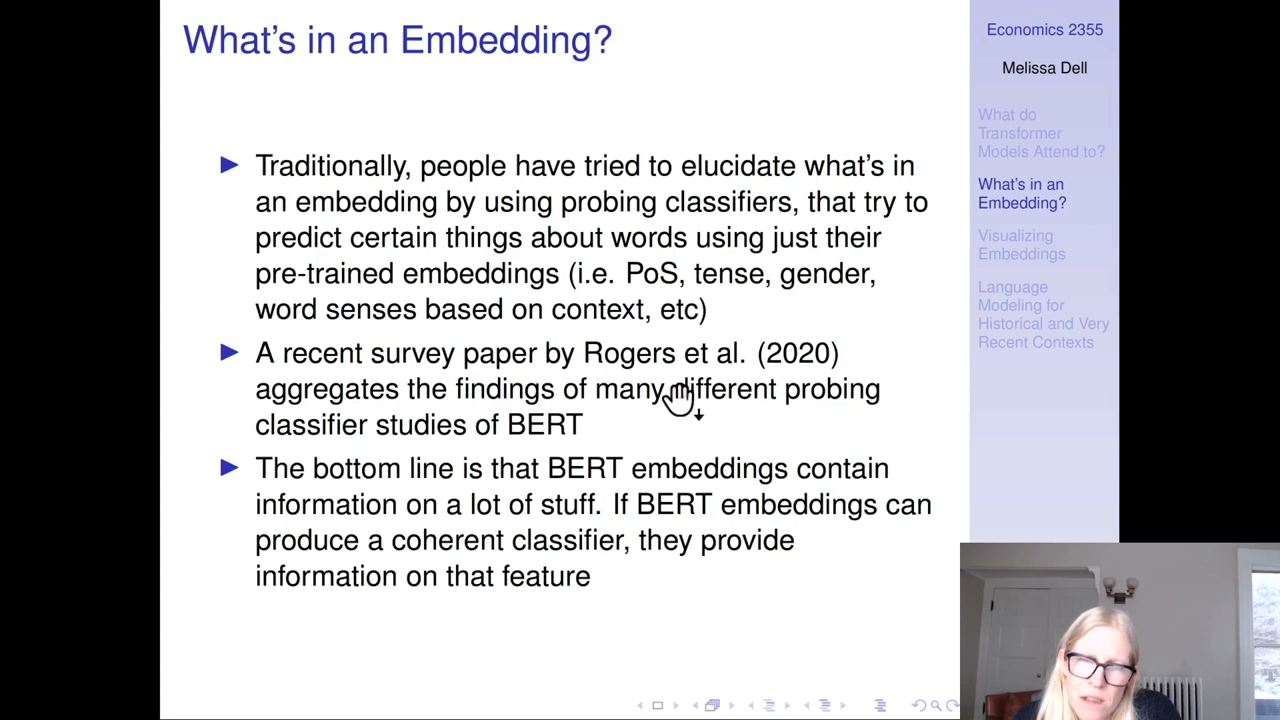 What's in an Embedding?
Traditionally, people have tried to elucidate what's in
an embedding by using probing classifiers, that try to
predict certain things about words using just their
pre-trained embeddings (i.e. PoS, tense, gender,
word senses based on context, etc)
A recent survey paper by Rogers et al. (2020)
aggregates the findings of many different probing
classifier studies of BERT
The bottom line is that BERT embeddings contain
information on a lot of stuff. If BERT embeddings can
produce a coherent classifier, they provide
information on that feature
Economics 2355
Melissa Dell
What do
Transformer
Models Attend to?
What's in an
Embedding?
Visualizing
Embeddings
Language
Modeling for
Historical and Very
Recent Contexts